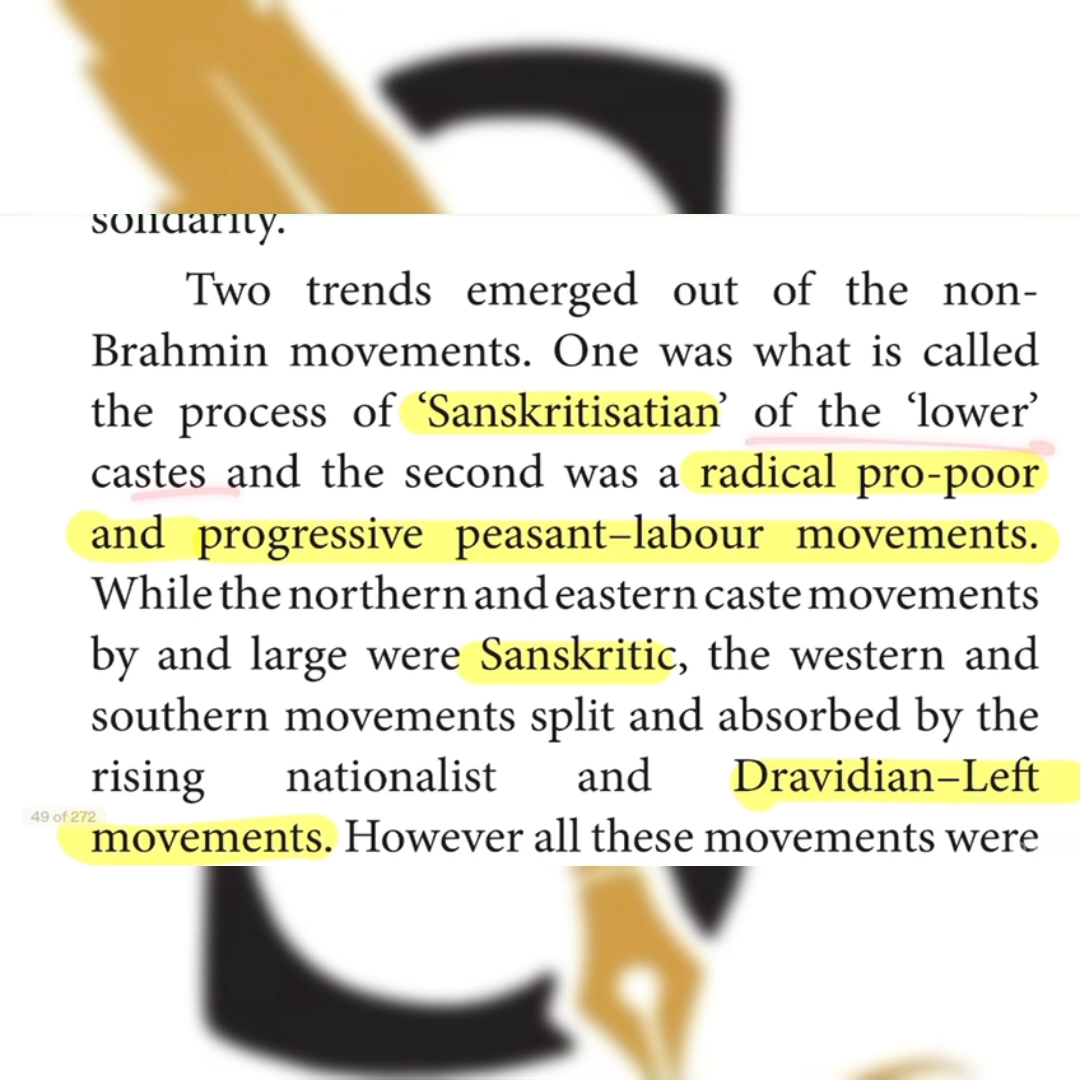 solidarity.
Two trends emerged out of the non-
Brahmin movements. One was what is called
the process of ‘Sanskritisatian’ of the ‘lower’
castes and the second was a radical pro-poor
and progressive peasant–labour movements.
While the northern and eastern caste movements
by and large were Sanskritic, the western and
southern movements split and absorbed by the
rising nationalist and Dravidian–Left
49 of 272
movements. However all these movements were